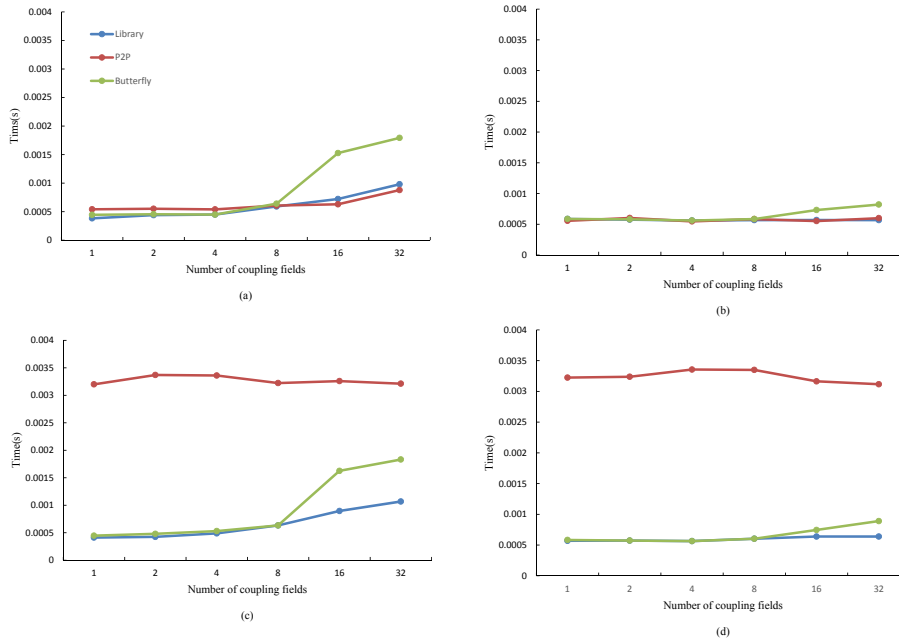 0.004
0.0035
0.003
0.0025
0.002
0.0015
0.001
0.0005
0
Tims(s)
Library
P2P
Butterfly
1 2 4 8 16 32
Number of coupling fields
(a)
0.004
0.0035
0.003
0.0025
0.002
0.0015
0.001
0.0005
0
Time(s)
1 2 4 8 16 32
Number of coupling fields
(b)
0.004
0.0035
0.003
0.0025
0.002
0.0015
0.001
0.0005
0
Time(s)
1 2 4 8 16 32
Number of coupling fields
(c)
0.004
0.0035
0.003
0.0025
0.002
0.0015
0.001
0.0005
0
Time(s)
1 2 4 8 16 32
Number of coupling fields
(d)